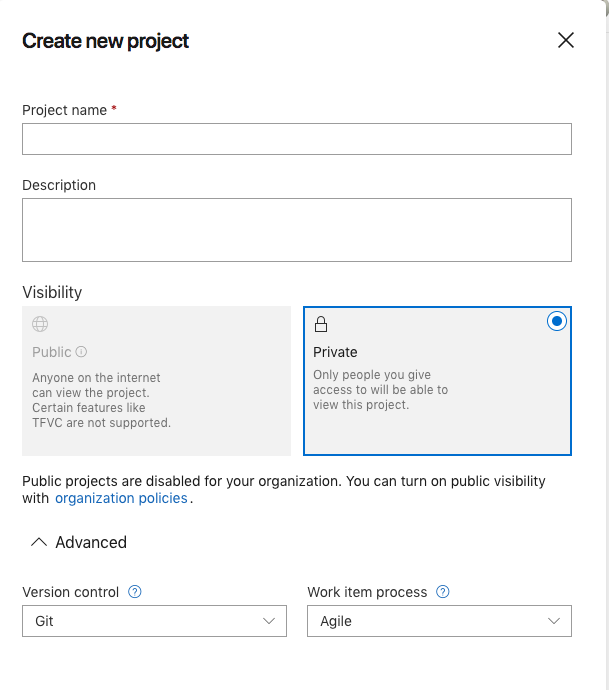 Create new project
Project name *
Description
Visibility
Public
Anyone on the internet
can view the project.
Certain features like
TFVC are not supported.
Private
Only people you give
access to will be able to
view this project.
Public projects are disabled for your organization. You can turn on public visibility
with organization policies.
Advanced
Version control ?
Git
Work item process ?
Agile